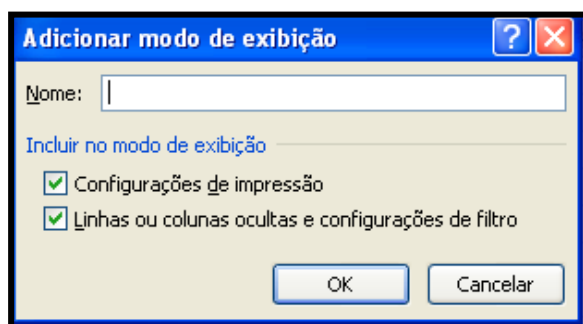 Adicionar modo de exibição
Nome:
Incluir no modo de exibição
Configurações de impressão
Linhas ou colunas ocultas e configurações de filtro
OK Cancelar